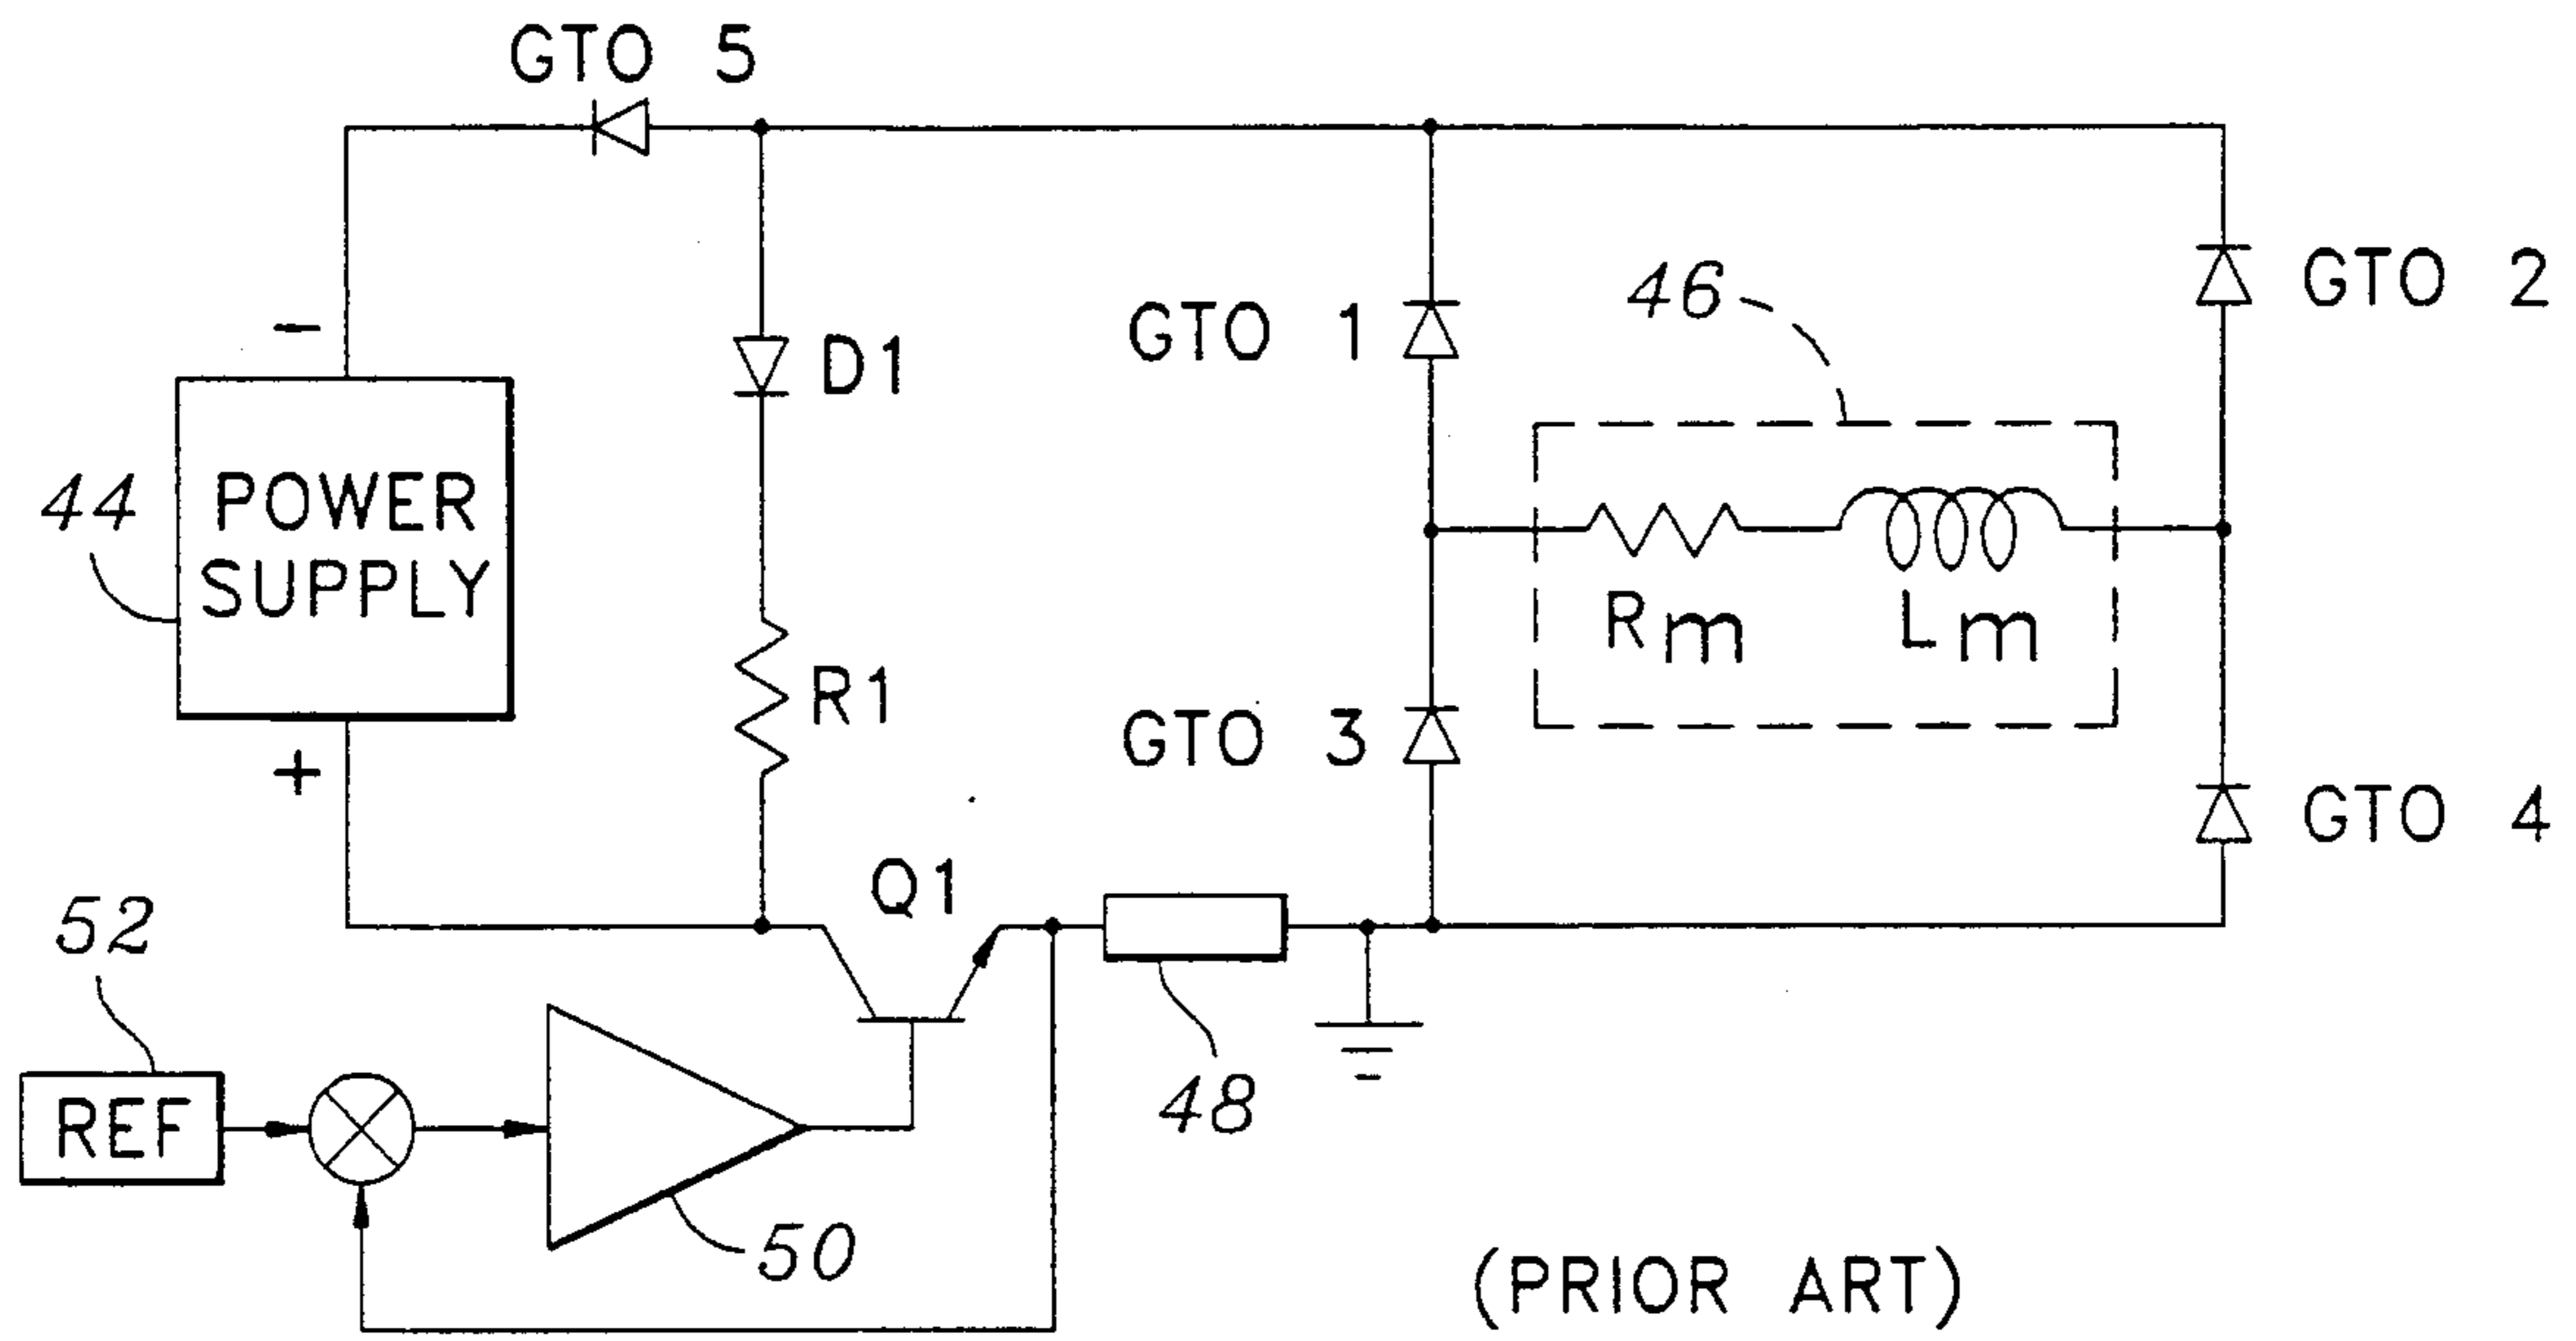 GTO 5
−
GTO 1
46
GTO 2
D1
44
POWER
SUPPLY
Rm
Lm
R1
GTO 3
+
GTO 4
Q1
52
REF
48
50
(PRIOR ART)